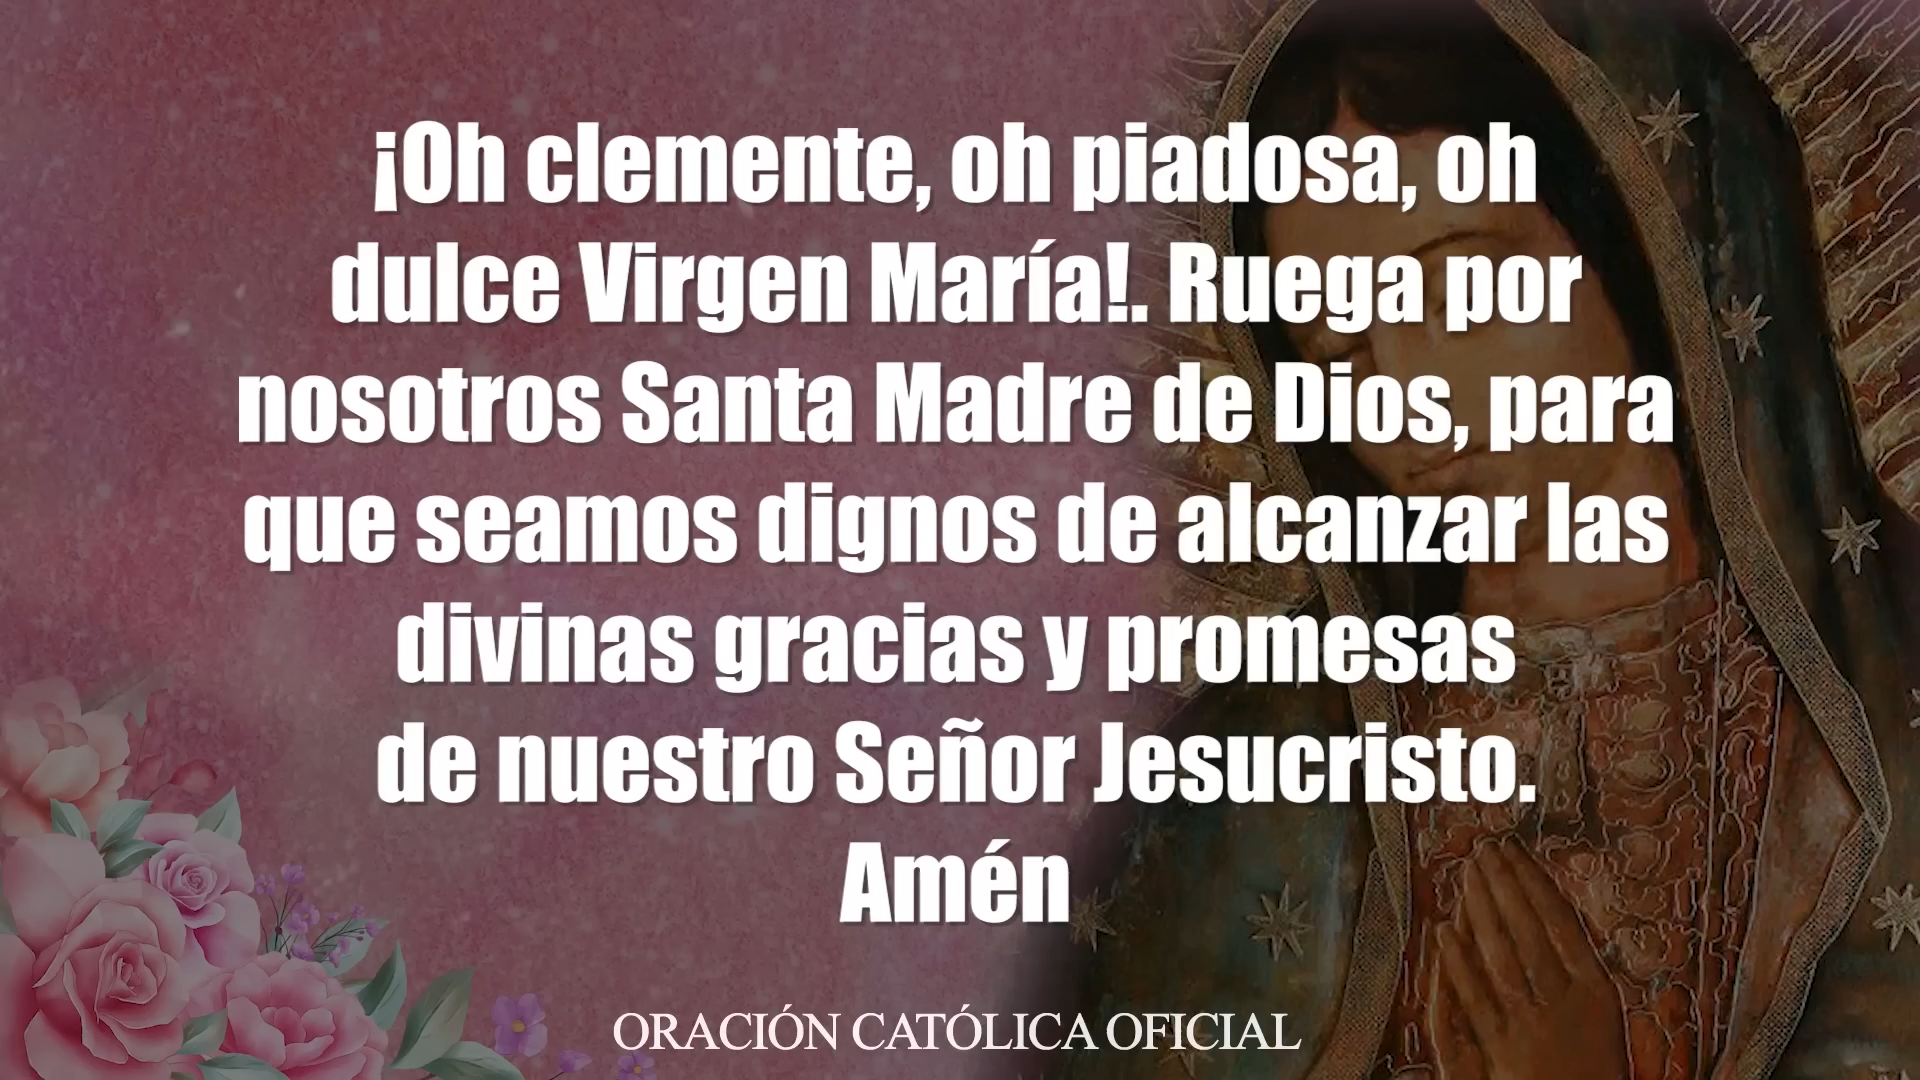 ¡Oh clemente, oh piadosa, oh
dulce Virgen María!. Ruega por
nosotros Santa Madre de Dios, para
que seamos dignos de alcanzar las
divinas gracias y promesas
de nuestro Señor Jesucristo.
Amén
ORACIÓN CATÓLICA OFICIAL